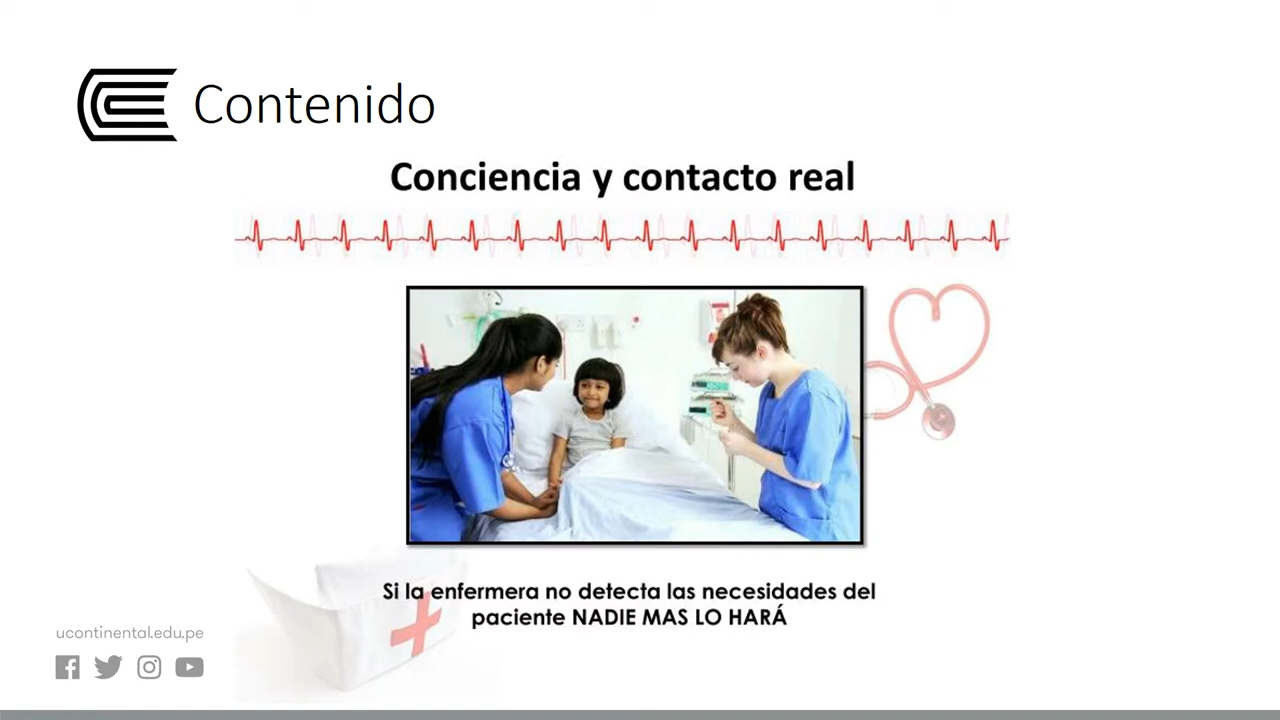 Contenido
Conciencia y contacto real
Si la enfermera no detecta las necesidades del
paciente NADIE MAS LO HARÁ
ucontinental.edu.pe